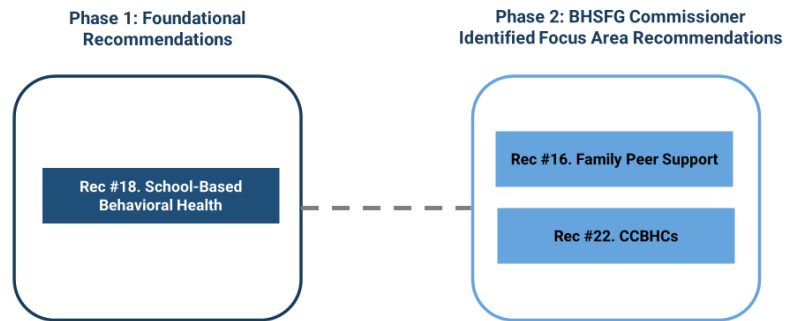 Phase 1: Foundational
Recommendations
Phase 2: BHSFG Commissioner
Identified Focus Area Recommendations
Rec #18. School-Based
Behavioral Health
Rec #16. Family Peer Support
Rec #22. CCBHCs